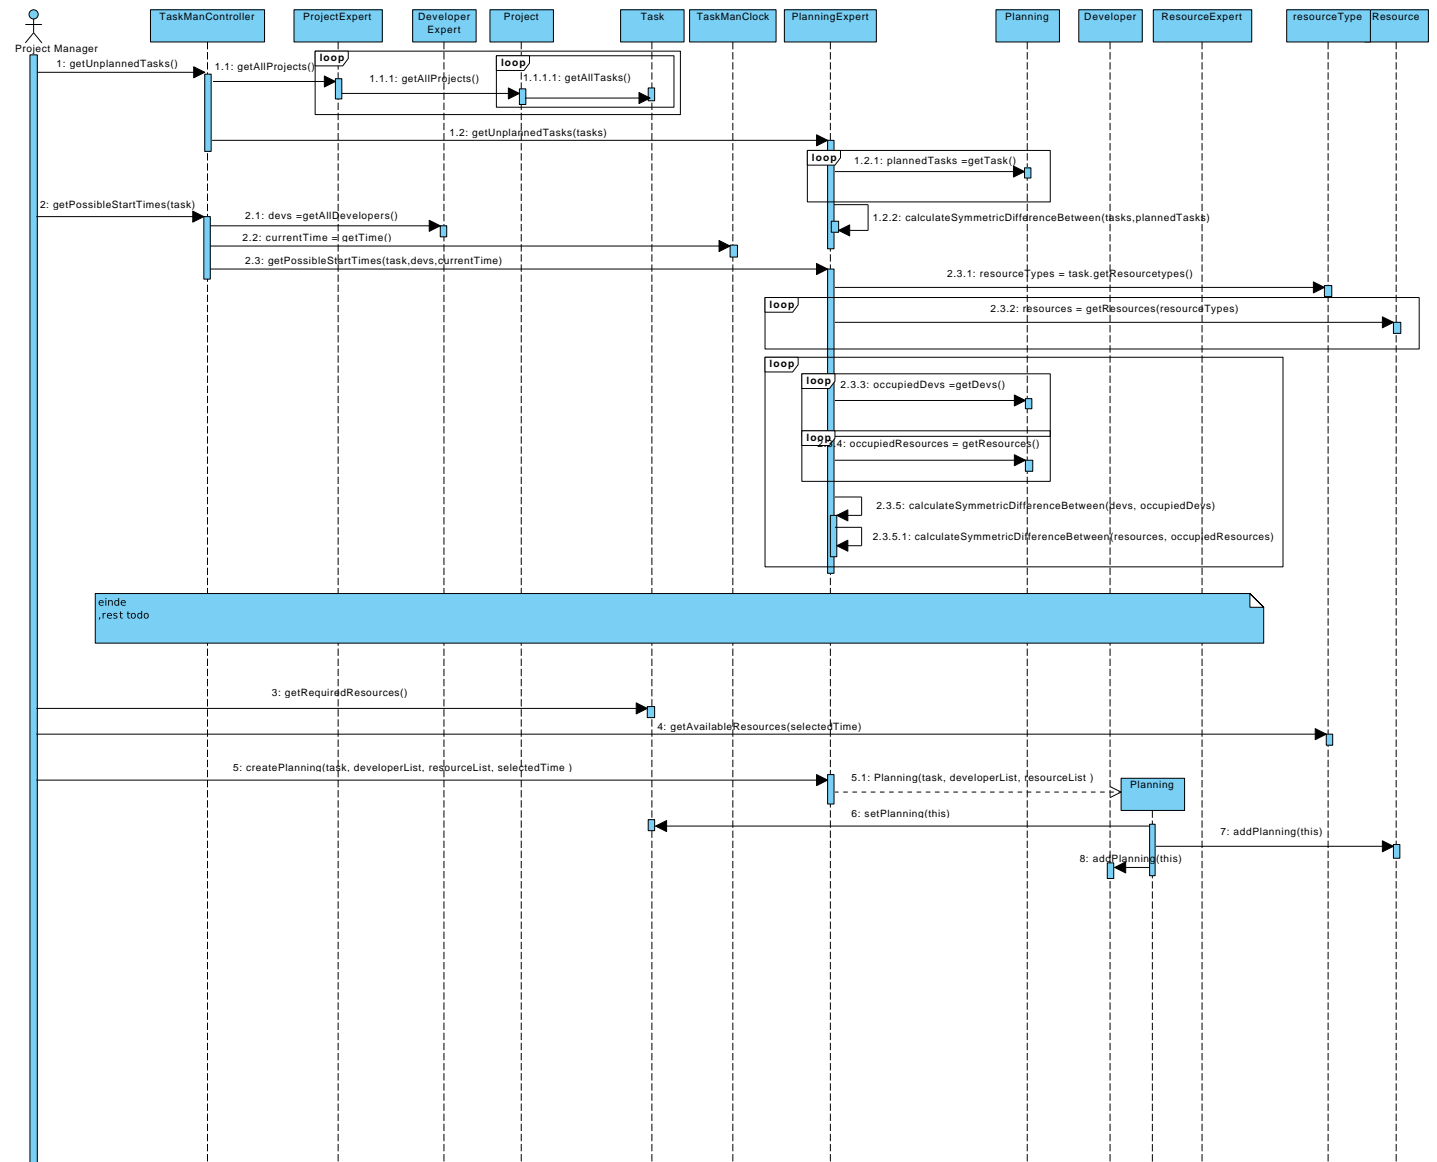 TaskManController
ProjectExpert
Developer
Expert
Project
Task
TaskManClock
PlanningExpert
Planning
Developer
ResourceExpert
resourceType
Resource
Project Manager
loop
loop
1: getUnplannedTasks()
1.1: getAllProjects()
1.1.1: getAllProjects()
1.1.1.1: getAllTasks()
1.2: getUnplannedTasks(tasks)
loop
1.2.1: plannedTasks =getTask()
2: getPossibleStartTimes(task)
2.1: devs =getAllDevelopers()
1.2.2: calculateSymmetricDifferenceBetween(tasks,plannedTasks)
2.2: currentTime = getTime()
2.3: getPossibleStartTimes(task,devs,currentTime)
2.3.1: resourceTypes = task.getResourcetypes()
loop
2.3.2: resources = getResources(resourceTypes)
loop
loop
2.3.3: occupiedDevs =getDevs()
loop
2.3.4: occupiedResources = getResources()
2.3.5: calculateSymmetricDifferenceBetween(devs, occupiedDevs)
2.3.5.1: calculateSymmetricDifferenceBetween(resources, occupiedResources)
einde
,rest todo
3: getRequiredResources()
4: getAvailableResources(selectedTime)
5: createPlanning(task, developerList, resourceList, selectedTime )
5.1: Planning(task, developerList, resourceList )
Planning
6: setPlanning(this)
7: addPlanning(this)
8: addPlanning(this)